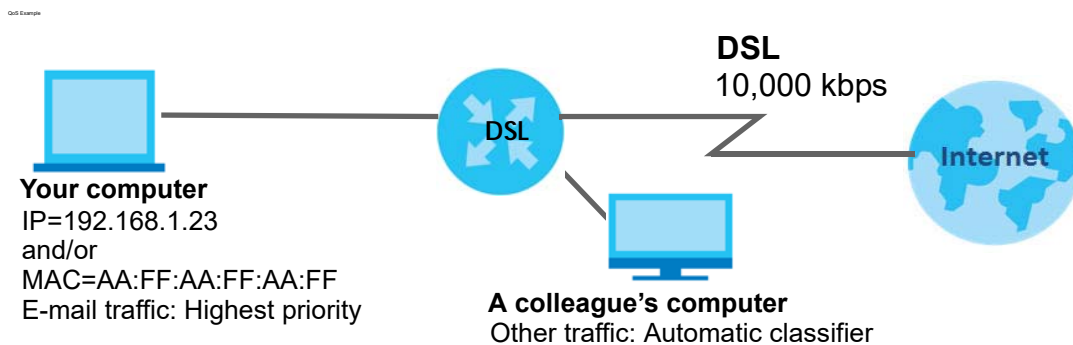 QoS Example
DSL
10,000 kbps
DSL
Internet
Your computer
IP=192.168.1.23
and/or
MAC=AA:FF:AA:FF:AA:FF
E-mail traffic: Highest priority
A colleague’s computer
Other traffic: Automatic classifier